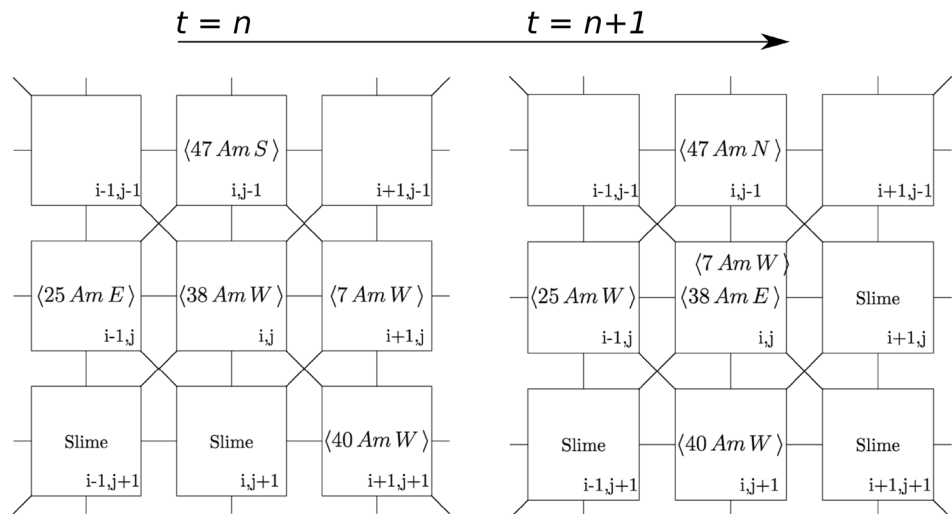 t = n
t = n+1
⟨47 Am S⟩
i-1,j-1
i,j-1
i+1,j-1
⟨25 Am E⟩
⟨38 Am W⟩
⟨7 Am W⟩
i-1,j
i,j
i+1,j
Slime
Slime
⟨40 Am W⟩
i-1,j+1
i,j+1
i+1,j+1
⟨47 Am N⟩
i-1,j-1
i,j-1
i+1,j-1
⟨7 Am W⟩
⟨25 Am W⟩
⟨38 Am E⟩
Slime
i-1,j
i,j
i+1,j
Slime
⟨40 Am W⟩
Slime
i-1,j+1
i,j+1
i+1,j+1